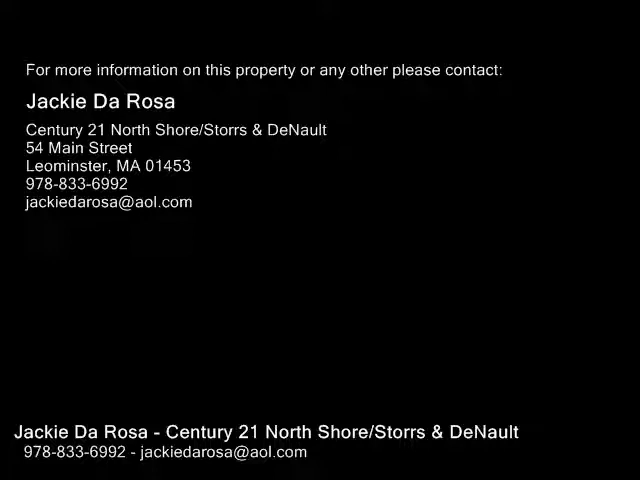 For more information on this property or any other please contact:
Jackie Da Rosa
Century 21 North Shore/Storrs & DeNault
54 Main Street
Leominster, MA 01453
978-833-6992
jackiedarosa@aol.com
Jackie Da Rosa - Century 21 North Shore/Storrs & DeNault
978-833-6992 - jackiedarosa@aol.com